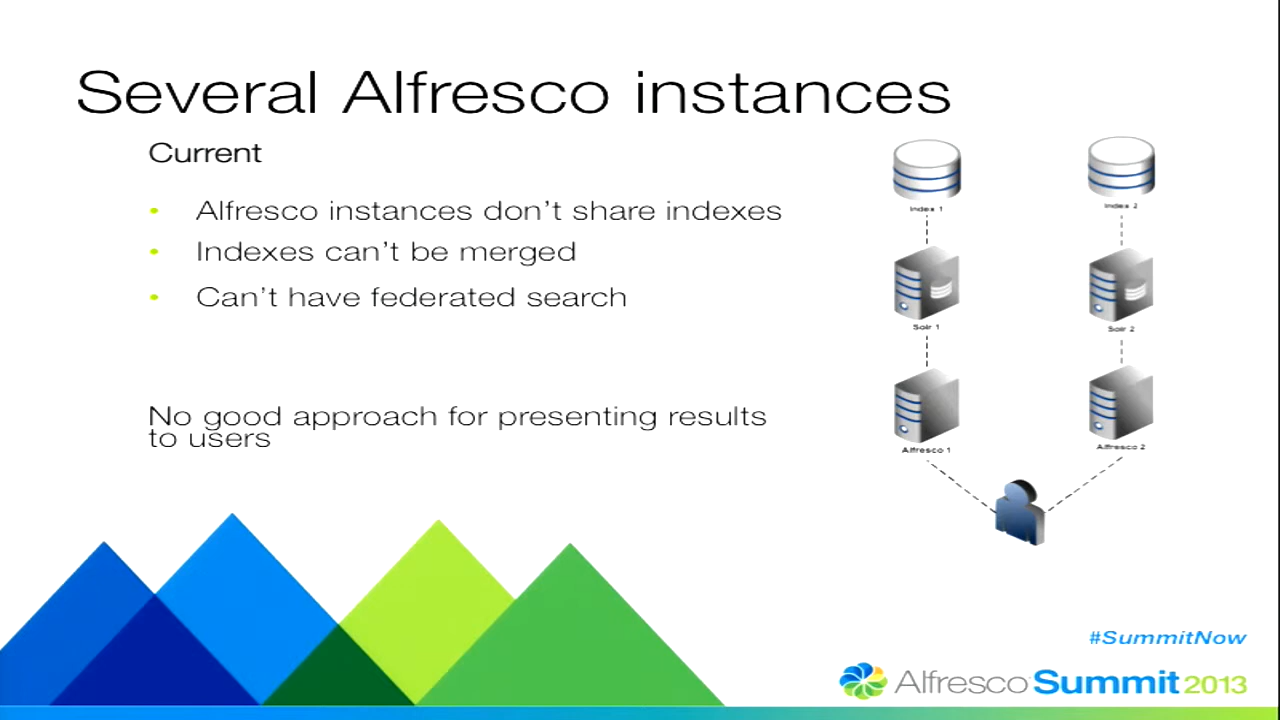 Several Alfresco instances
Current
• Alfresco instances don't share indexes
• Indexes can't be merged
• Can't have federated search
No good approach for presenting results
to users
Index 1
Index 2
Solr 1
Solr 2
Alfresco 1
Alfresco 2
#SummitNow
Alfresco Summit 2013